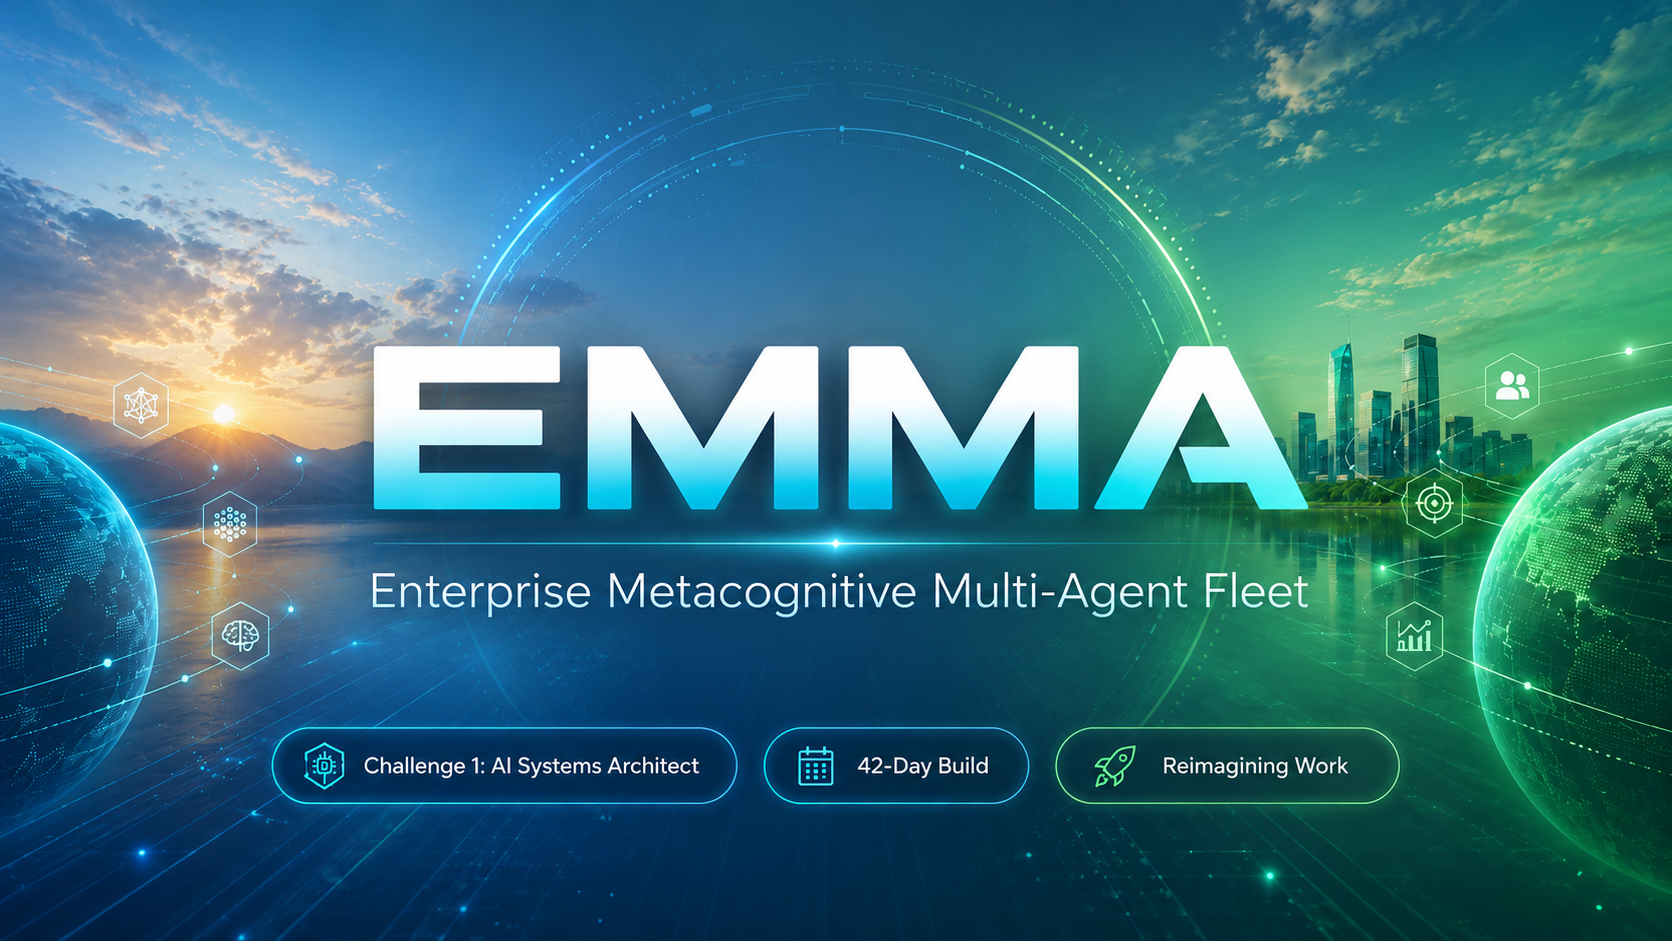 EMMA
Enterprise Metacognitive Multi-Agent Fleet
Challenge 1: AI Systems Architect
42-Day Build
Reimagining Work